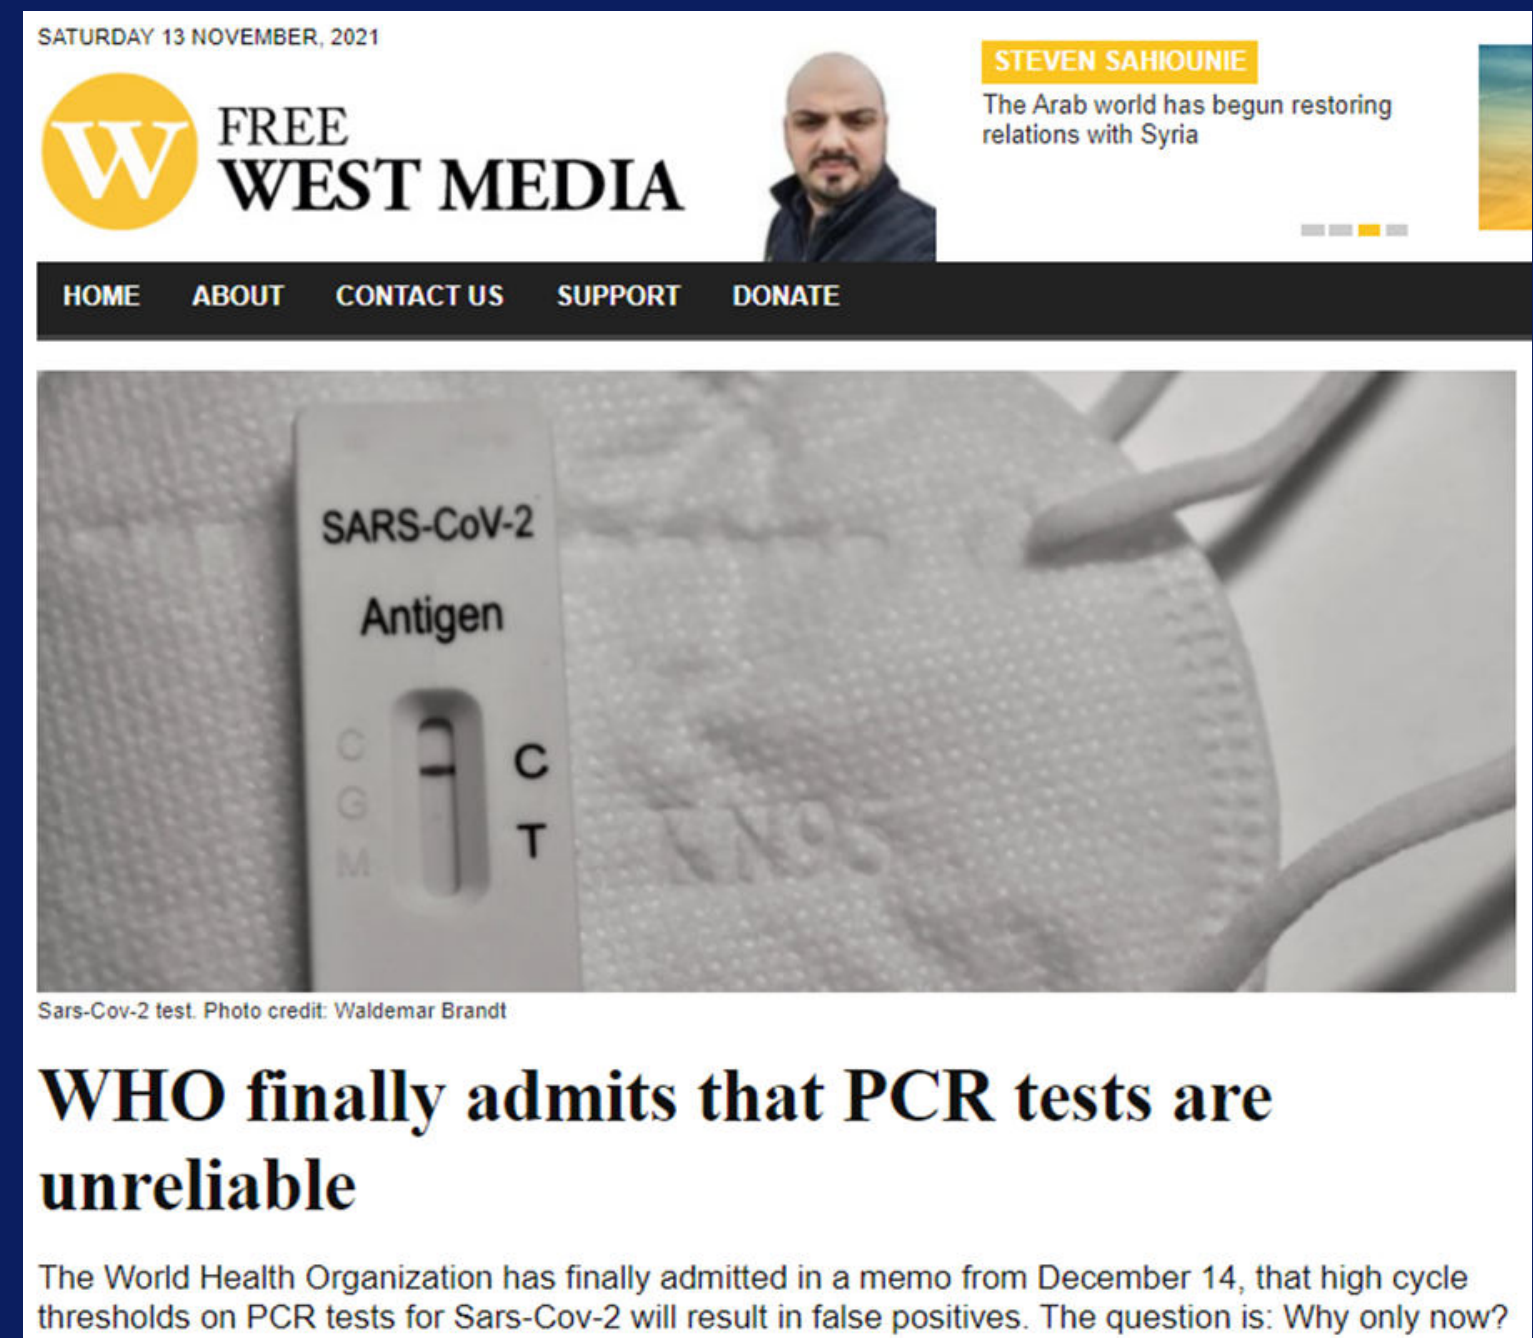 SATURDAY 13 NOVEMBER, 2021
W
FREE
WEST MEDIA
STEVEN SAHIOUNIE
The Arab world has begun restoring
relations with Syria
HOME ABOUT CONTACT US SUPPORT DONATE
SARS-CoV-2
Antigen
C C
G
M T
KN95
Sars-Cov-2 test. Photo credit: Waldemar Brandt
WHO finally admits that PCR tests are
unreliable
The World Health Organization has finally admitted in a memo from December 14, that high cycle
thresholds on PCR tests for Sars-Cov-2 will result in false positives. The question is: Why only now?